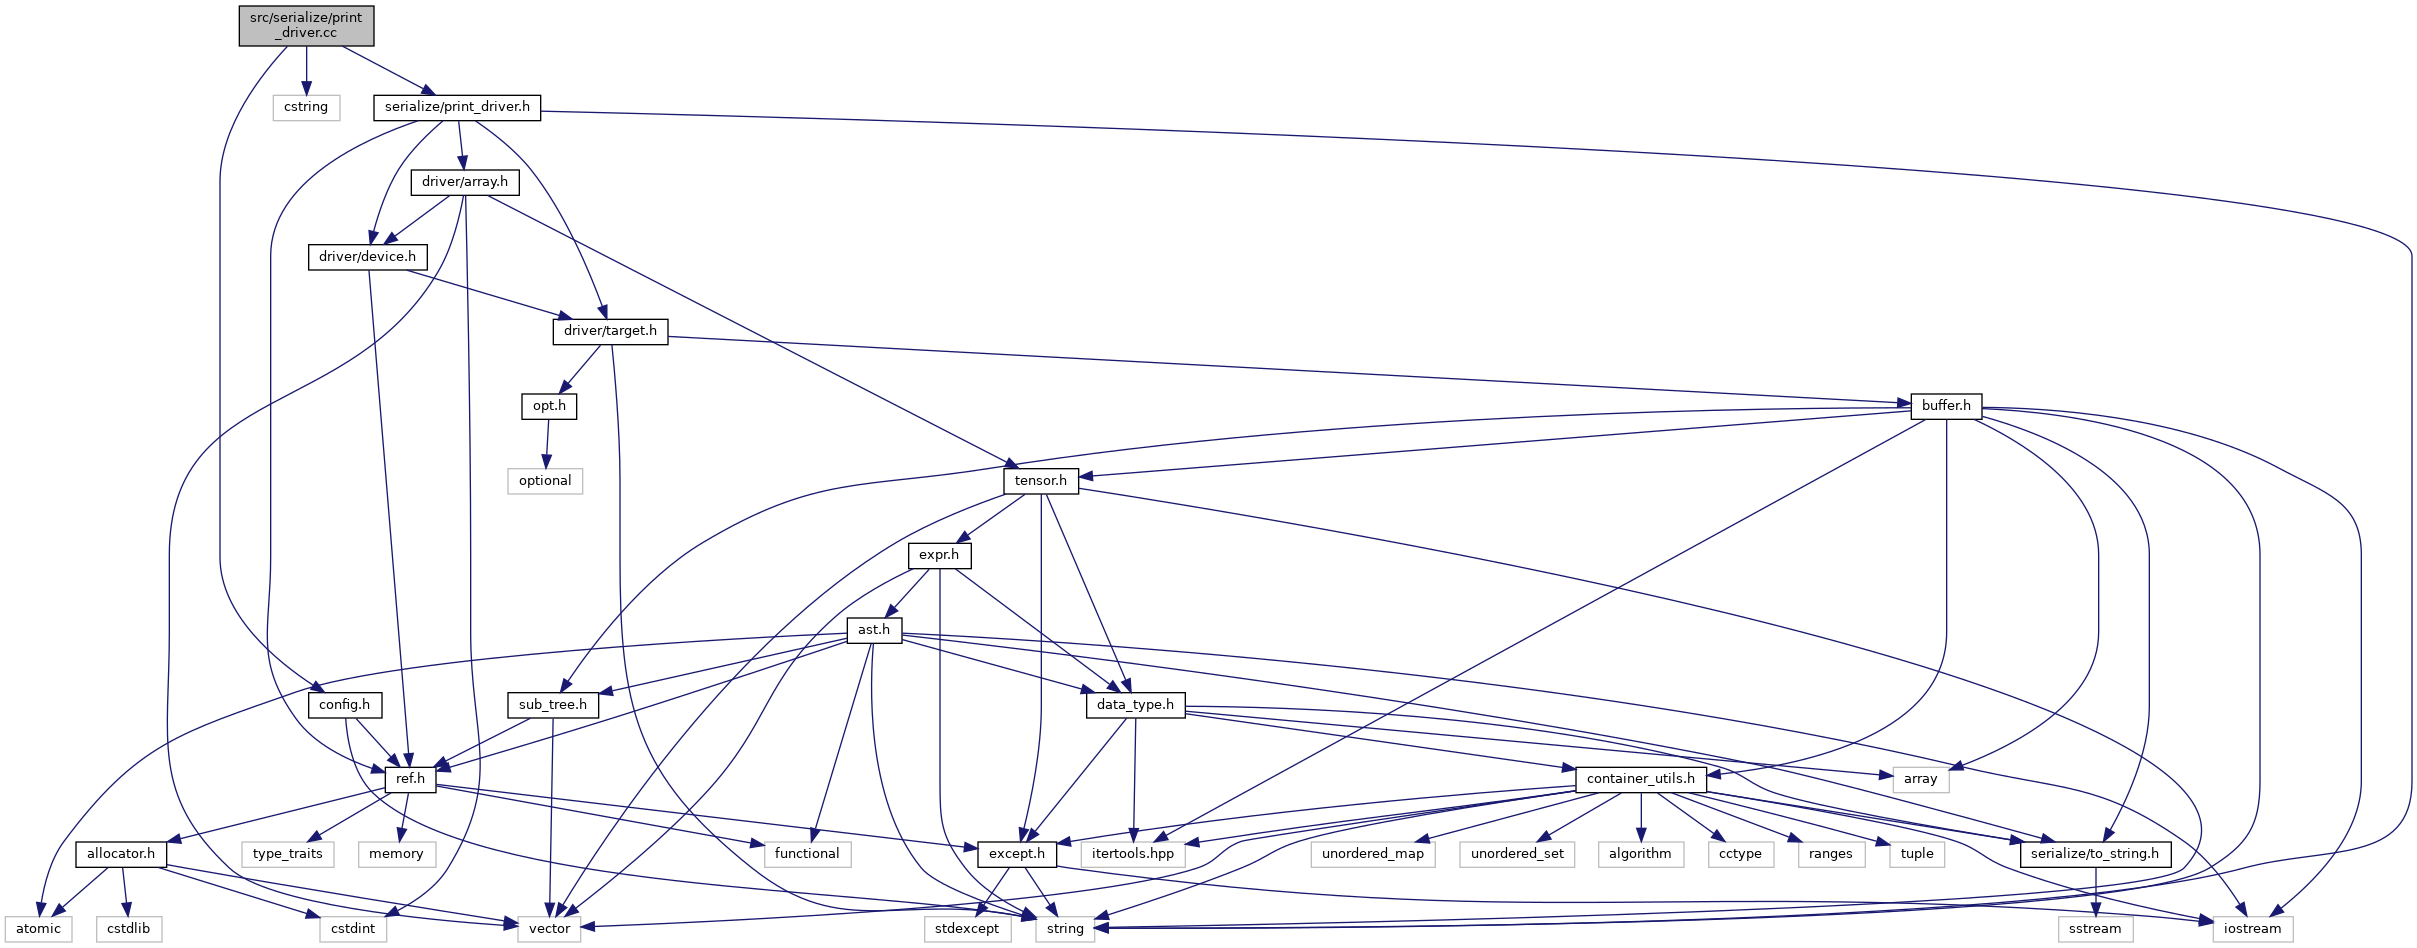 src/serialize/print
_driver.cc
cstring
serialize/print_driver.h
driver/array.h
driver/device.h
driver/target.h
opt.h
buffer.h
optional
tensor.h
expr.h
ast.h
config.h
sub_tree.h
data_type.h
ref.h
container_utils.h
array
allocator.h
type_traits
memory
functional
except.h
itertools.hpp
unordered_map
unordered_set
algorithm
cctype
ranges
tuple
serialize/to_string.h
atomic
cstdlib
cstdint
vector
stdexcept
string
sstream
iostream